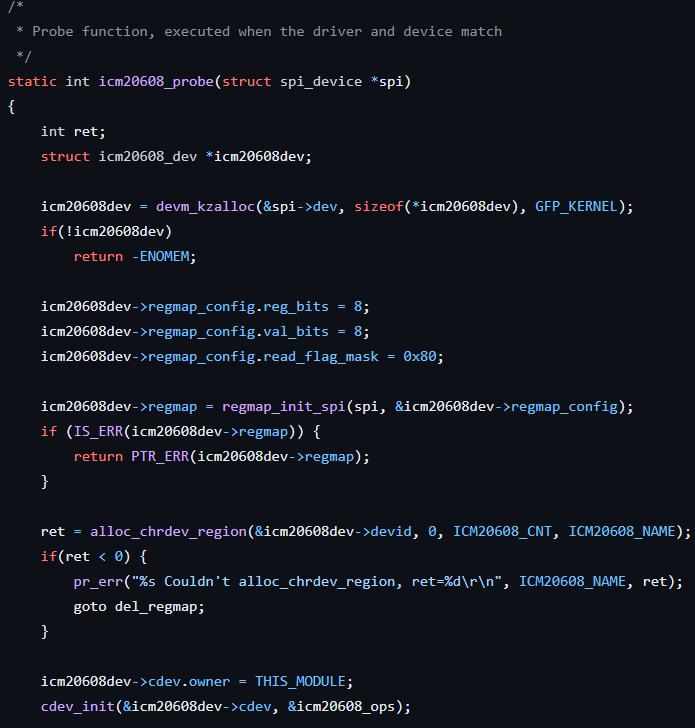 /*
 * Probe function, executed when the driver and device match
 */
static int icm20608_probe(struct spi_device *spi)
{
    int ret;
    struct icm20608_dev *icm20608dev;

    icm20608dev = devm_kzalloc(&spi->dev, sizeof(*icm20608dev), GFP_KERNEL);
    if(!icm20608dev)
        return -ENOMEM;

    icm20608dev->regmap_config.reg_bits = 8;
    icm20608dev->regmap_config.val_bits = 8;
    icm20608dev->regmap_config.read_flag_mask = 0x80;

    icm20608dev->regmap = regmap_init_spi(spi, &icm20608dev->regmap_config);
    if (IS_ERR(icm20608dev->regmap)) {
        return PTR_ERR(icm20608dev->regmap);
    }

    ret = alloc_chrdev_region(&icm20608dev->devid, 0, ICM20608_CNT, ICM20608_NAME);
    if(ret < 0) {
        pr_err("%s Couldn't alloc_chrdev_region, ret=%d\r\n", ICM20608_NAME, ret);
        goto del_regmap;
    }

    icm20608dev->cdev.owner = THIS_MODULE;
    cdev_init(&icm20608dev->cdev, &icm20608_ops);